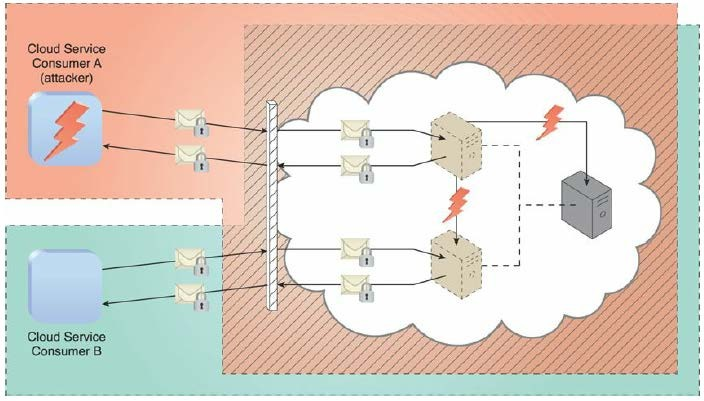 Cloud Service
Consumer A
(attacker)
Cloud Service
Consumer B